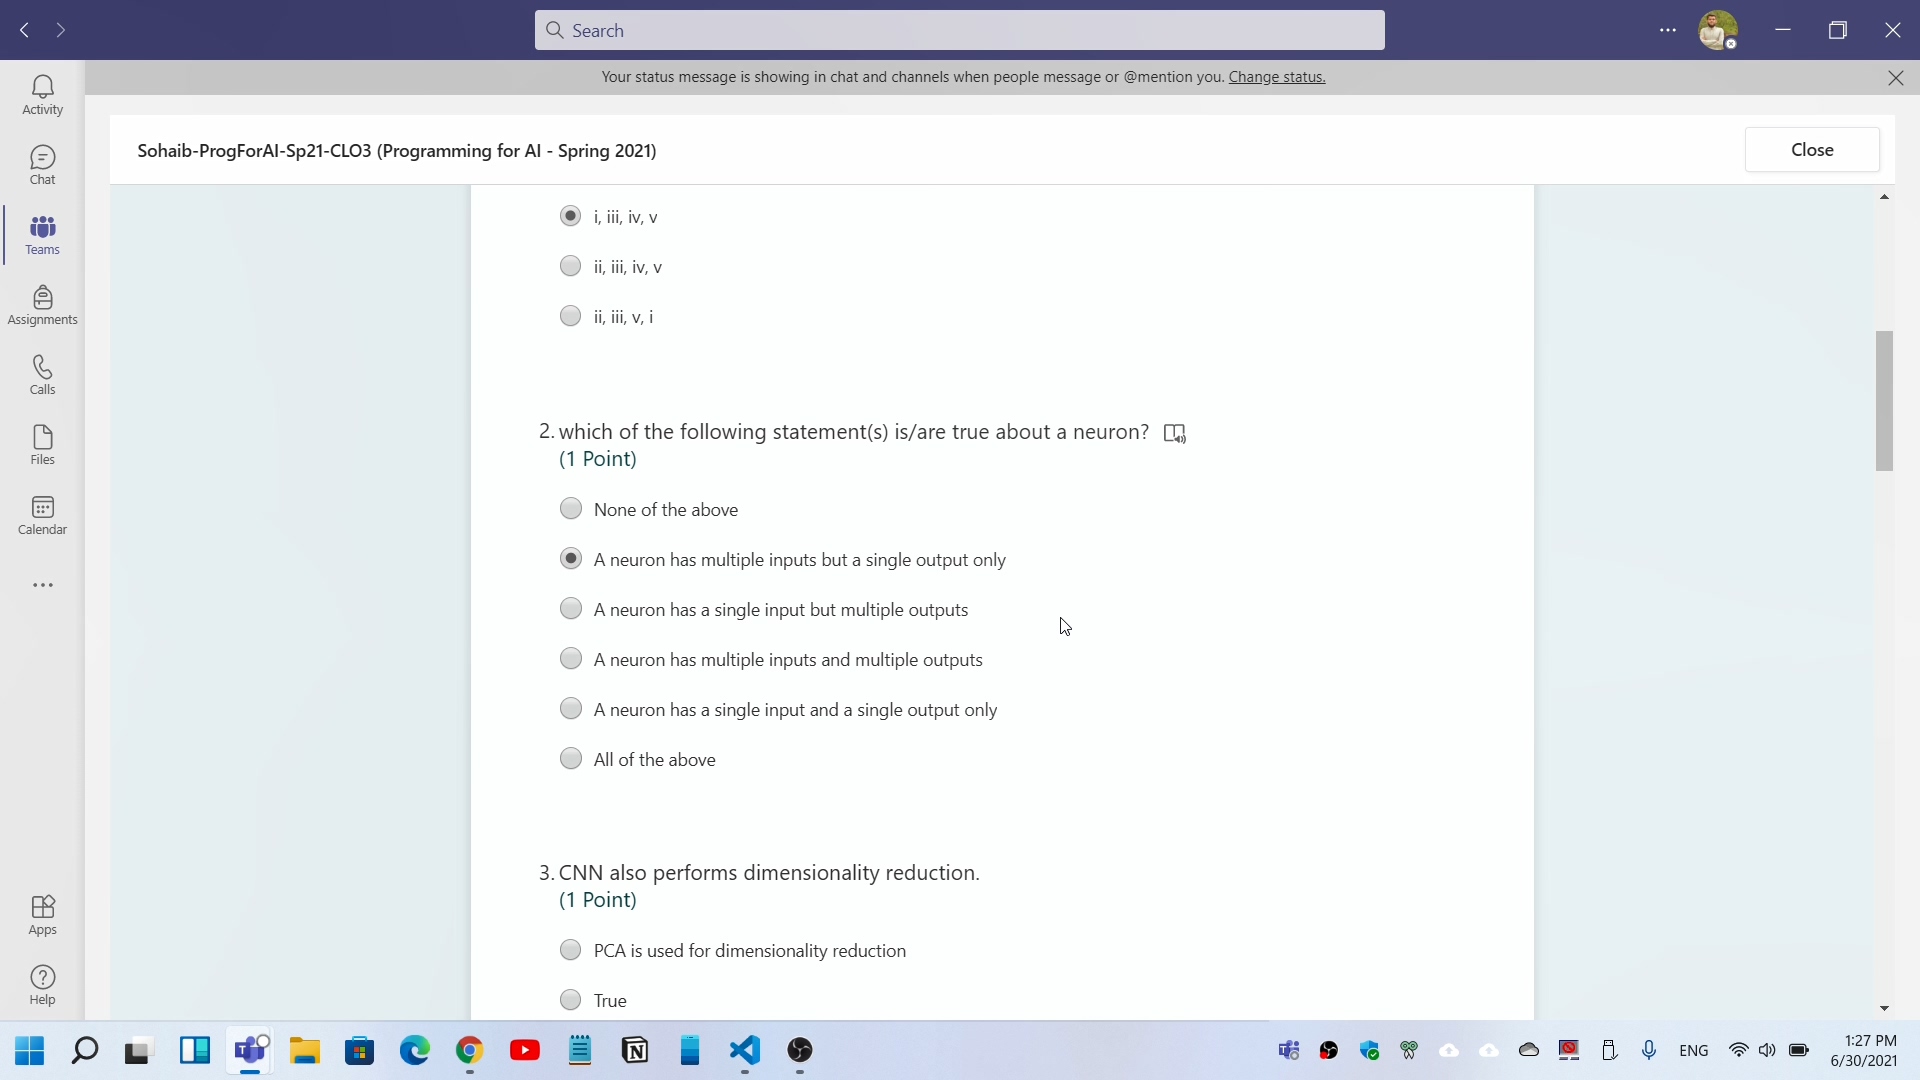 Search
Your status message is showing in chat and channels when people message or @mention you. Change status.
Activity
Chat
Teams
Assignments
Calls
Files
Calendar
Apps
Help
Sohaib-ProgForAI-Sp21-CLO3 (Programming for AI - Spring 2021)
Close
i, iii, iv, v
ii, iii, iv, v
ii, iii, v, i
2. which of the following statement(s) is/are true about a neuron?
(1 Point)
None of the above
A neuron has multiple inputs but a single output only
A neuron has a single input but multiple outputs
A neuron has multiple inputs and multiple outputs
A neuron has a single input and a single output only
All of the above
3. CNN also performs dimensionality reduction.
(1 Point)
PCA is used for dimensionality reduction
True
ENG
1:27 PM
6/30/2021